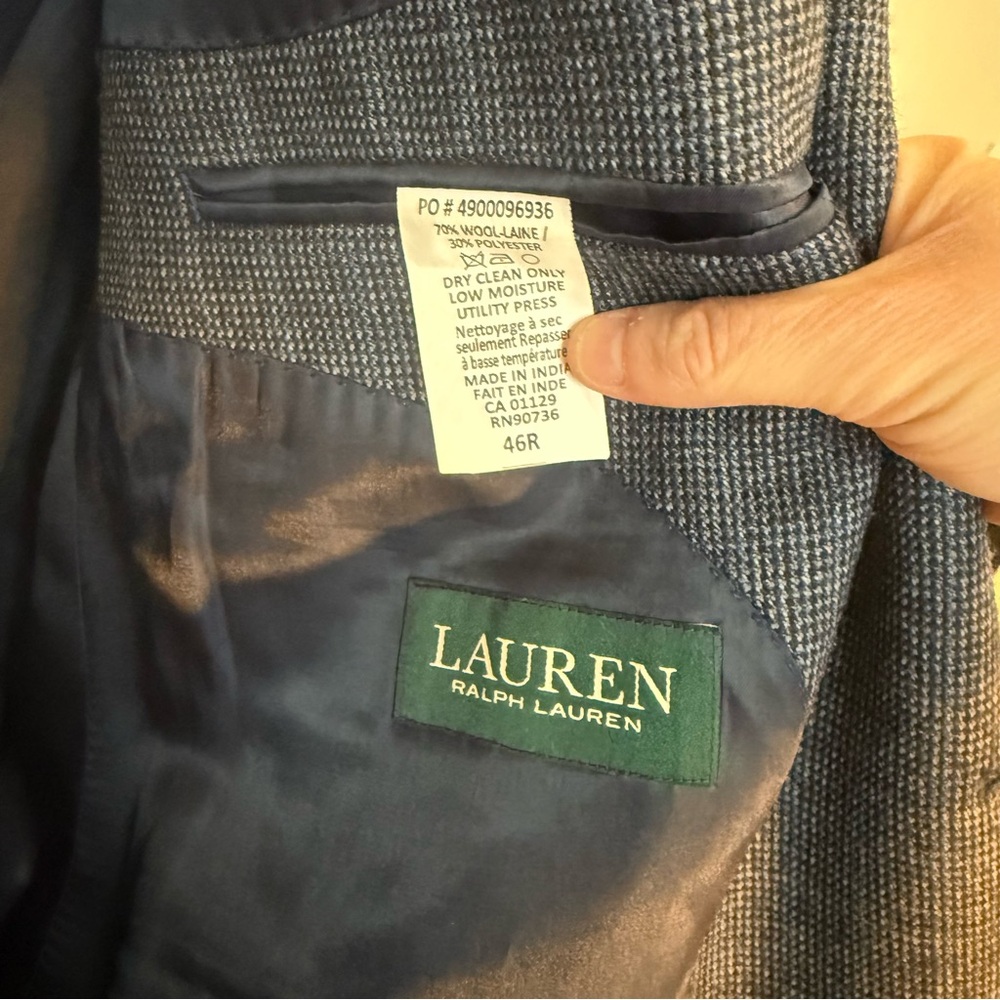 PO # 4900096936
70% WOOL-LAINE /
30% POLYESTER
DRY CLEAN ONLY
LOW MOISTURE
UTILITY PRESS
Nettoyage à sec
seulement Repasser
à basse température
MADE IN INDIA
FAIT EN INDE
CA 01129
RN90736
46R
LAUREN
RALPH LAUREN